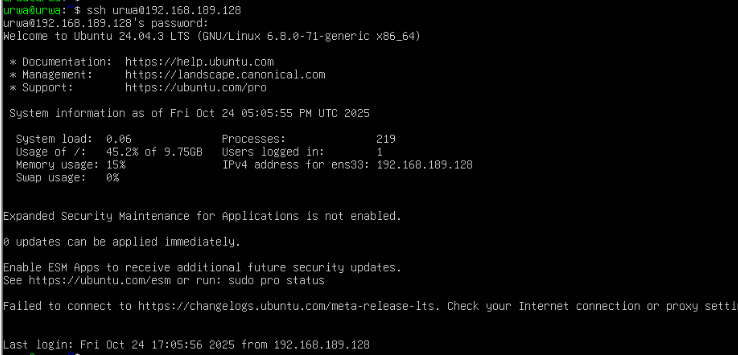 urwa@urwa:~$ ssh urwa@192.168.189.128
urwa@192.168.189.128's password:
Welcome to Ubuntu 24.04.3 LTS (GNU/Linux 6.8.0-71-generic x86_64)
* Documentation:  https://help.ubuntu.com
* Management:     https://landscape.canonical.com
* Support:        https://ubuntu.com/pro
System information as of Fri Oct 24 05:05:55 PM UTC 2025
System load:  0.06               Processes:              219
Usage of /:   45.2% of 9.75GB   Users logged in:        1
Memory usage: 15%                IPv4 address for ens33: 192.168.189.128
Swap usage:   0%
Expanded Security Maintenance for Applications is not enabled.
0 updates can be applied immediately.
Enable ESM Apps to receive additional future security updates.
See https://ubuntu.com/esm or run: sudo pro status
Failed to connect to https://changelogs.ubuntu.com/meta-release-lts. Check your Internet connection or proxy setti
Last login: Fri Oct 24 17:05:56 2025 from 192.168.189.128